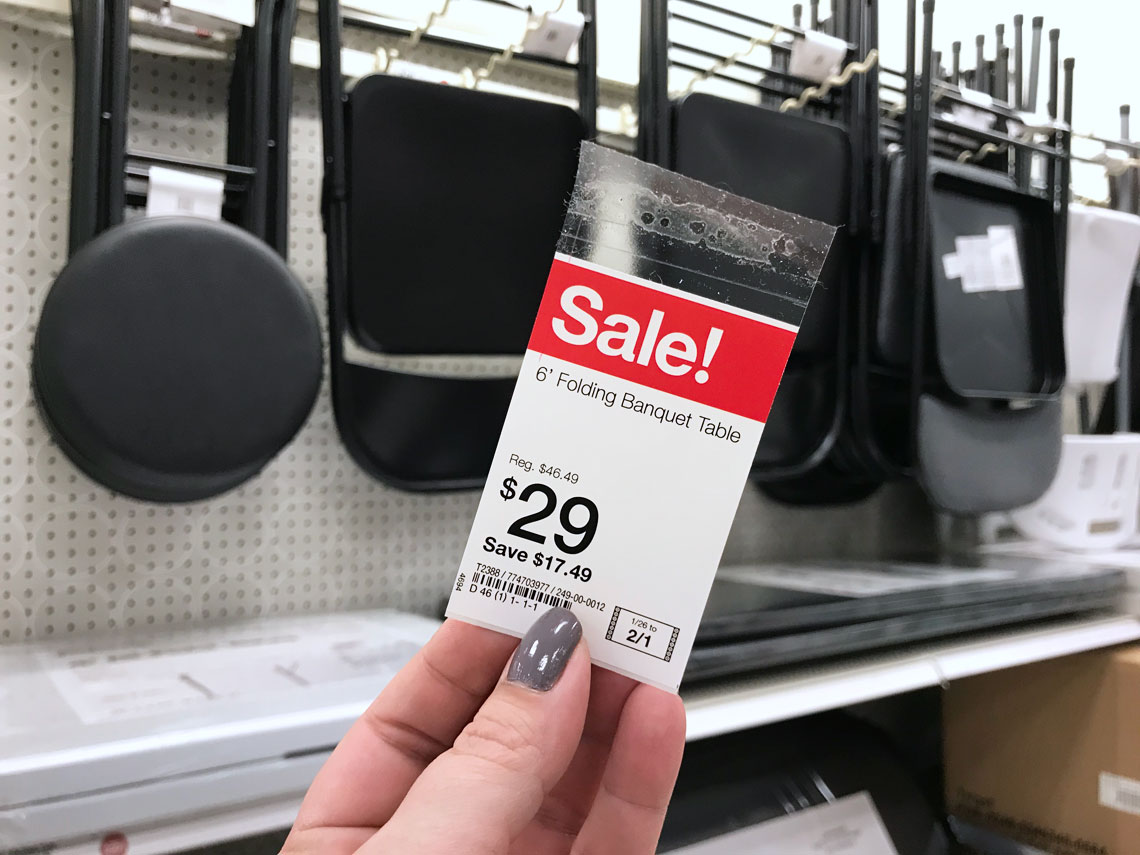 Sale!
6' Folding Banquet Table
Reg. $46.49
$29
Save $17.49
T2388 / 774703977 / 249-00-0012
4694
D 46 (1) 1- 1-1
1/26 to
2/1